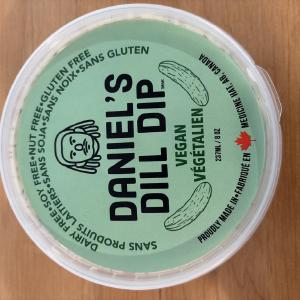 DAIRY FREE•SOY FREE•NUT FREE•GLUTEN FREE
SANS PRODUITS LAITIERS•SANS SOJA•SANS NOIX•SANS GLUTEN
DANIEL'S
DILL DIP
VEGAN
VÉGÉTALIEN
237ML / 8 OZ
PROUDLY MADE IN•FABRIQUÉ EN MEDICINE HAT, AB CANADA